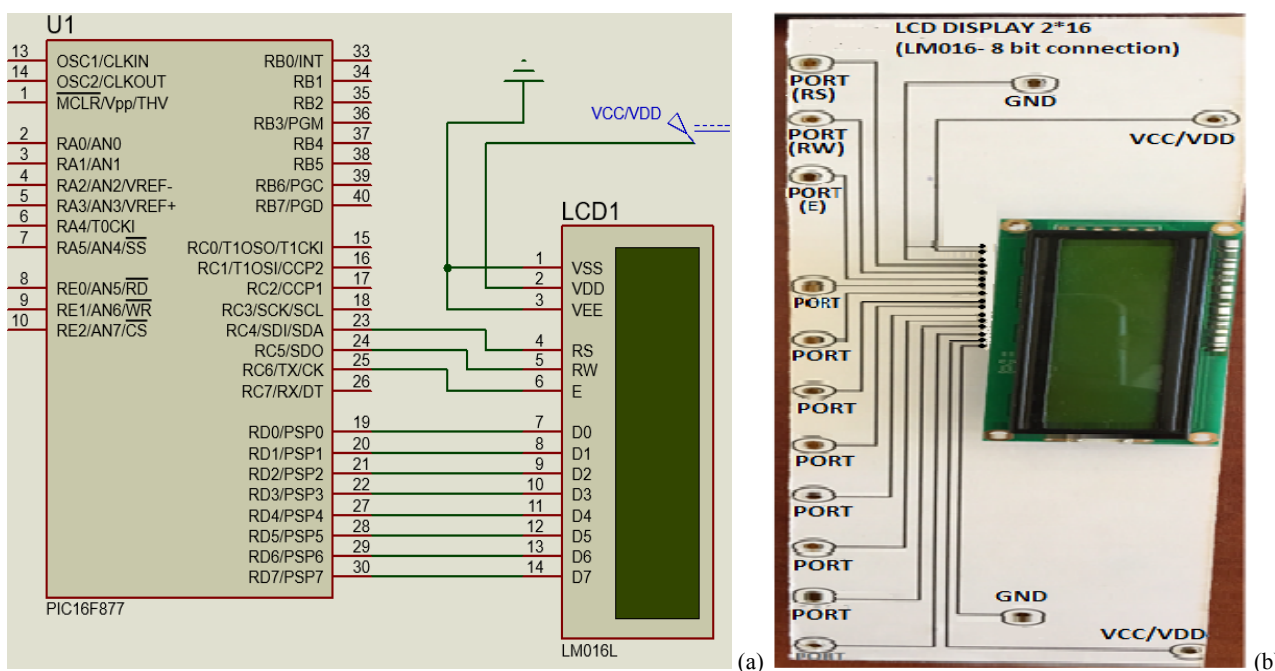 U1
13 OSC1/CLKIN
14 OSC2/CLKOUT
1 MCLR/Vpp/THV
2 RA0/AN0
3 RA1/AN1
4 RA2/AN2/VREF-
5 RA3/AN3/VREF+
6 RA4/T0CKI
7 RA5/AN4/SS
8 RE0/AN5/RD
9 RE1/AN6/WR
10 RE2/AN7/CS
RB0/INT 33
RB1 34
RB2 35
RB3/PGM 36
RB4 37
RB5 38
RB6/PGC 39
RB7/PGD 40
RC0/T1OSO/T1CKI 15
RC1/T1OSI/CCP2 16
RC2/CCP1 17
RC3/SCK/SCL 18
RC4/SDI/SDA 23
RC5/SDO 24
RC6/TX/CK 25
RC7/RX/DT 26
RD0/PSP0 19
RD1/PSP1 20
RD2/PSP2 21
RD3/PSP3 22
RD4/PSP4 27
RD5/PSP5 28
RD6/PSP6 29
RD7/PSP7 30
PIC16F877
VCC/VDD
LCD1
1 VSS
2 VDD
3 VEE
4 RS
5 RW
6 E
7 D0
8 D1
9 D2
10 D3
11 D4
12 D5
13 D6
14 D7
LM016L
(a)
LCD DISPLAY 2*16
(LM016- 8 bit connection)
PORT
(RS)
GND
PORT
(RW)
VCC/VDD
PORT
(E)
PORT
PORT
PORT
PORT
PORT
PORT
PORT
PORT
GND
VCC/VDD
(b)